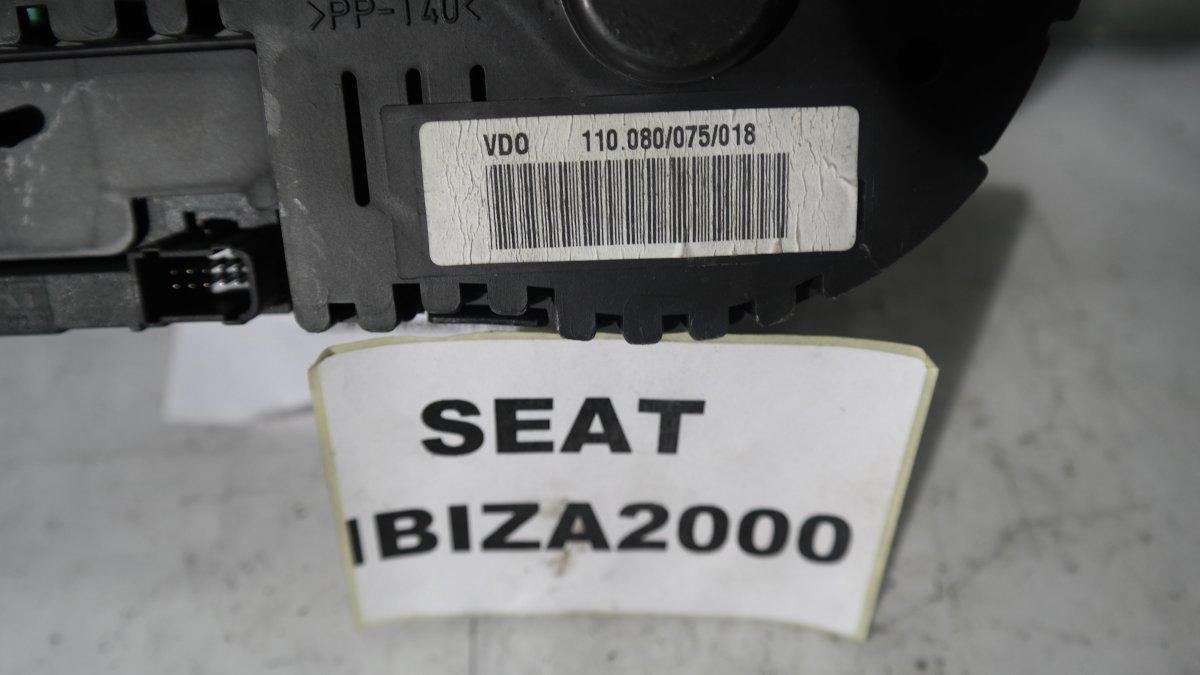 >PP-T40<
VDO 110.080/075/018
SEAT
IBIZA2000